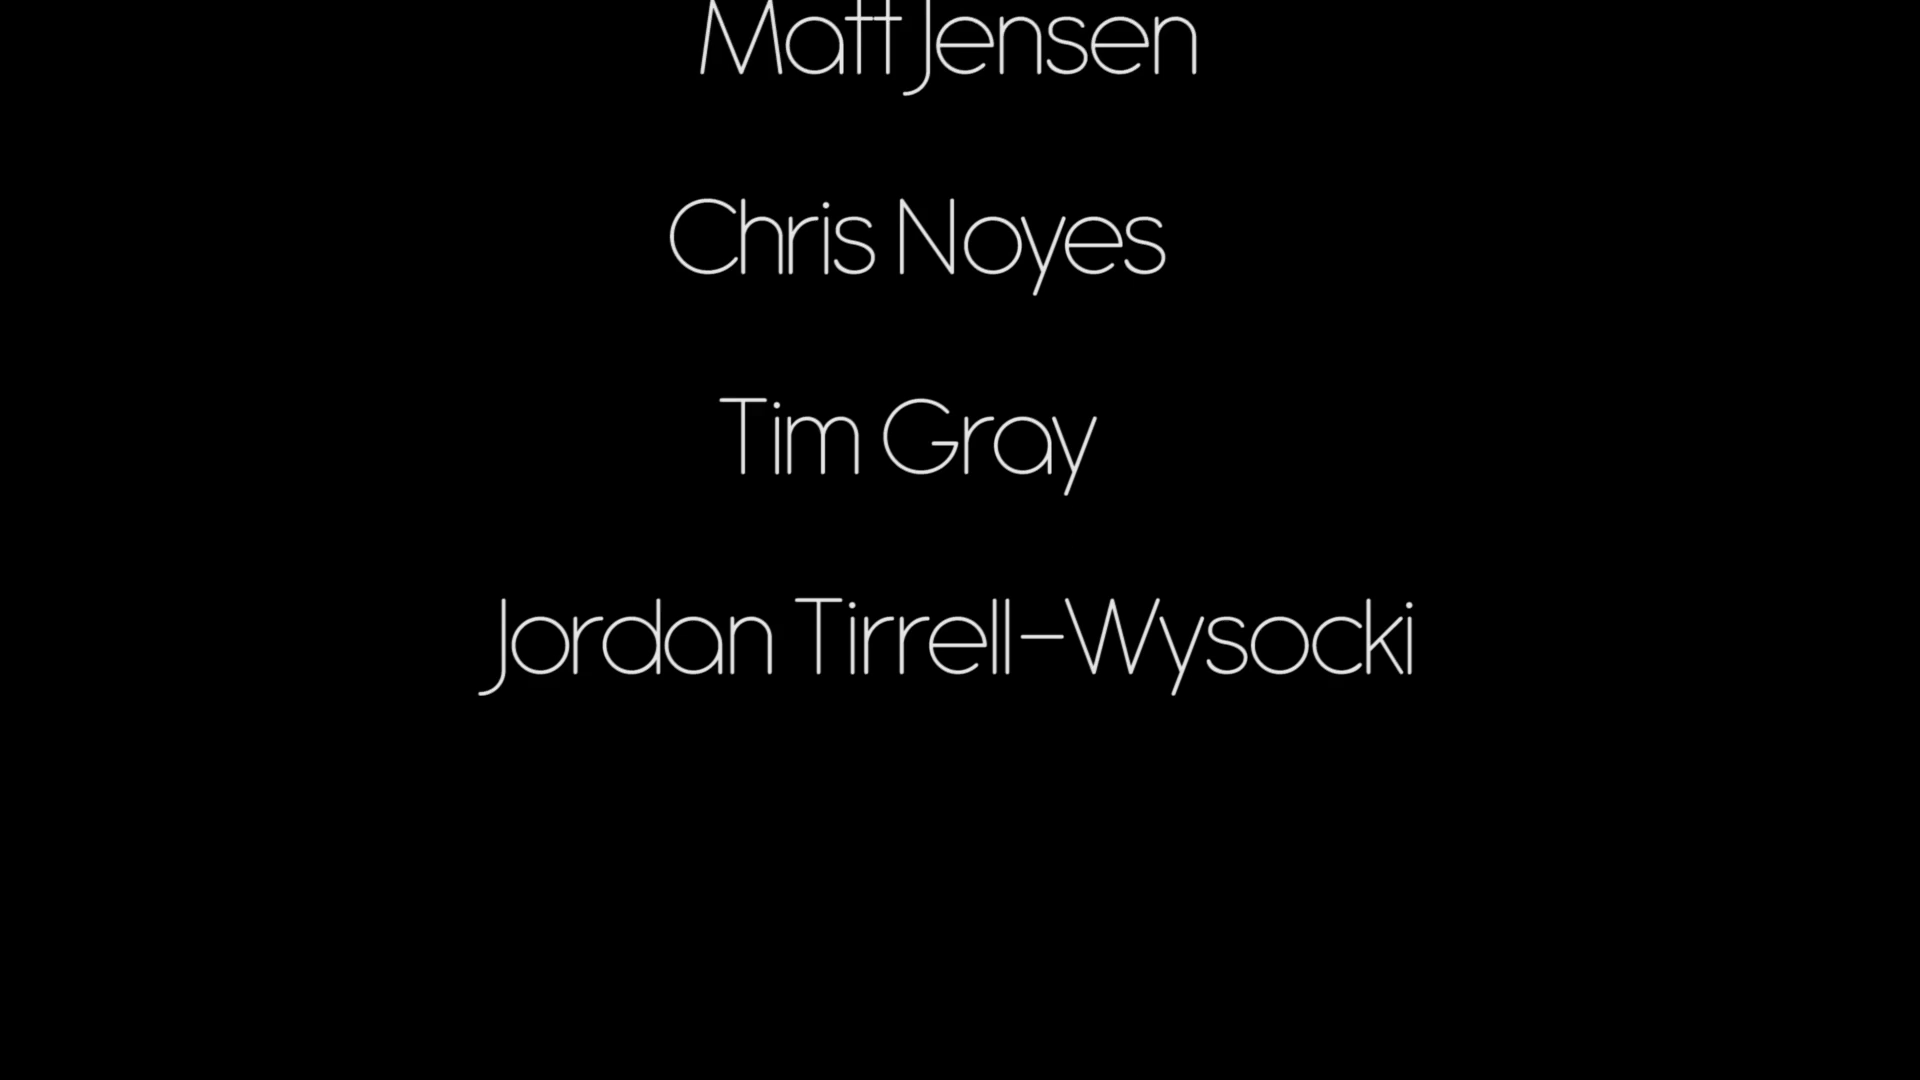 Matt Jensen
Chris Noyes
Tim Gray
Jordan Tirrell-Wysocki